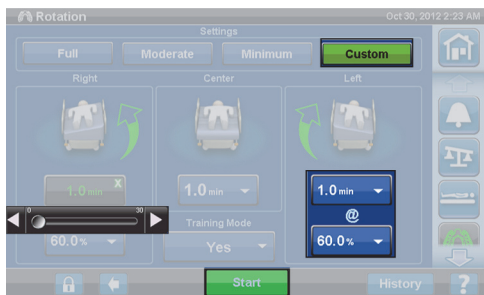 Rotation
Oct 30, 2012 2:23 AM
Settings
Full
Moderate
Minimum
Custom
Right
Center
Left
1.0 min
X
1.0 min
1.0 min
0
30
@
Training Mode
60.0 %
Yes
60.0 %
Start
History
?